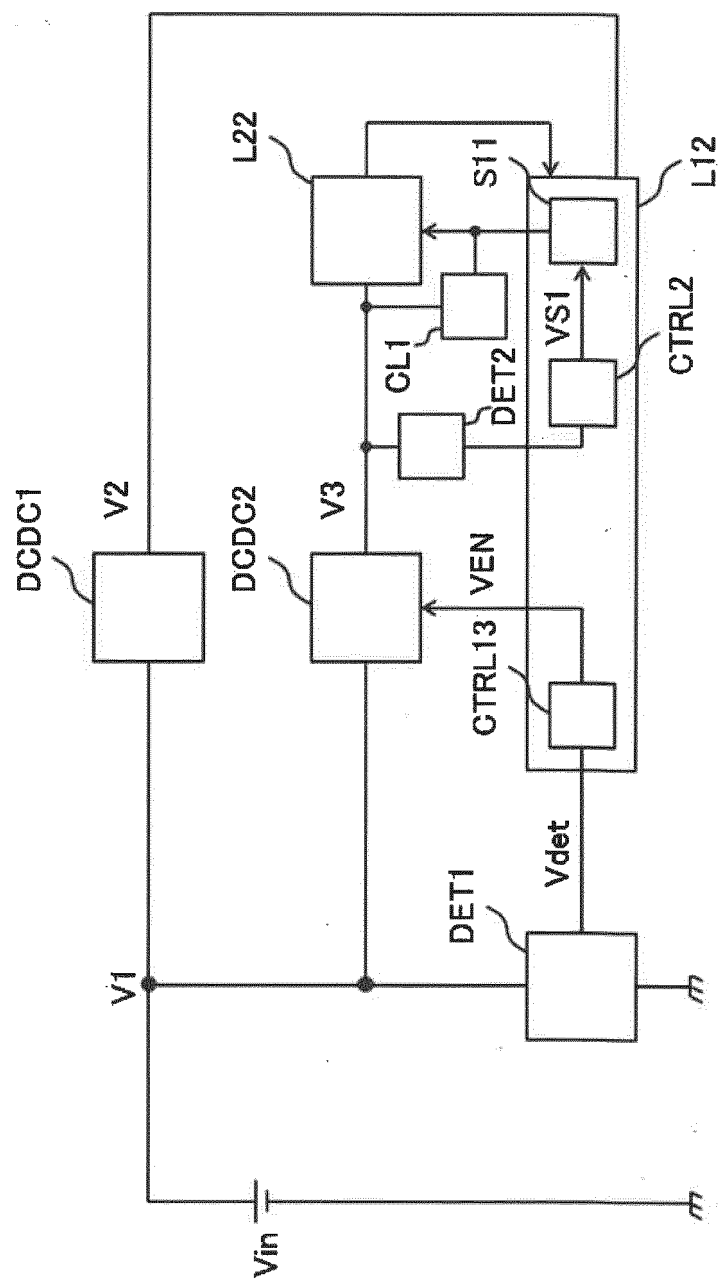 DCDC1
V2
L22
S11
L12
VS1
CTRL2
CL1
DET2
DCDC2
V3
VEN
CTRL13
Vdet
DET1
V1
Vin